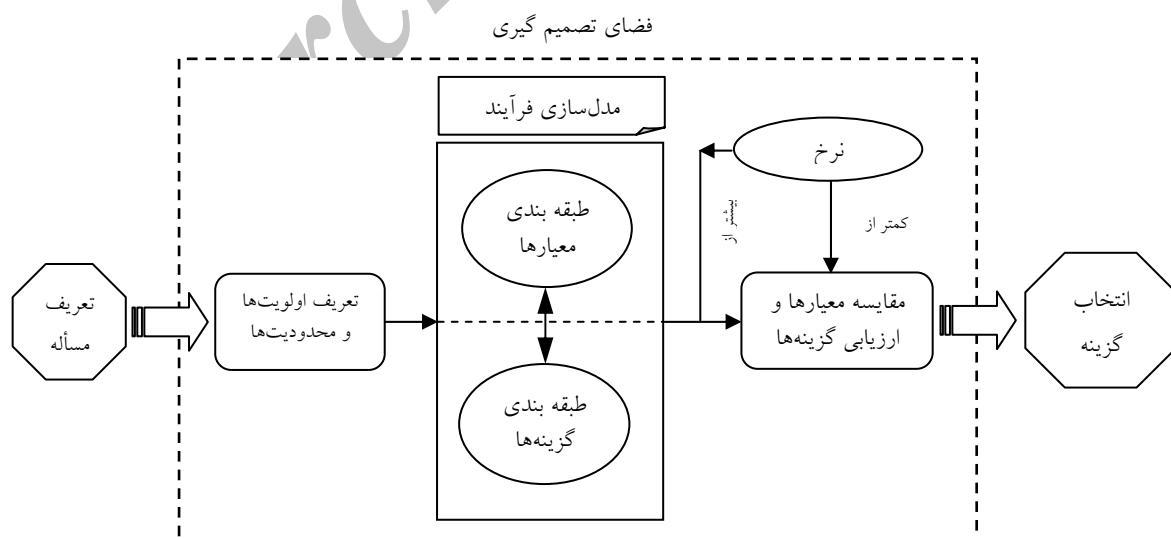 فضای تصمیم گیری
مدل‌سازی فرآیند
نرخ
بیشتر از
کمتر از
طبقه بندی
معیارها
تعریف
مسأله
تعریف اولویت‌ها
و محدودیت‌ها
مقایسه معیارها و
ارزیابی گزینه‌ها
انتخاب
گزینه
طبقه بندی
گزینه‌ها